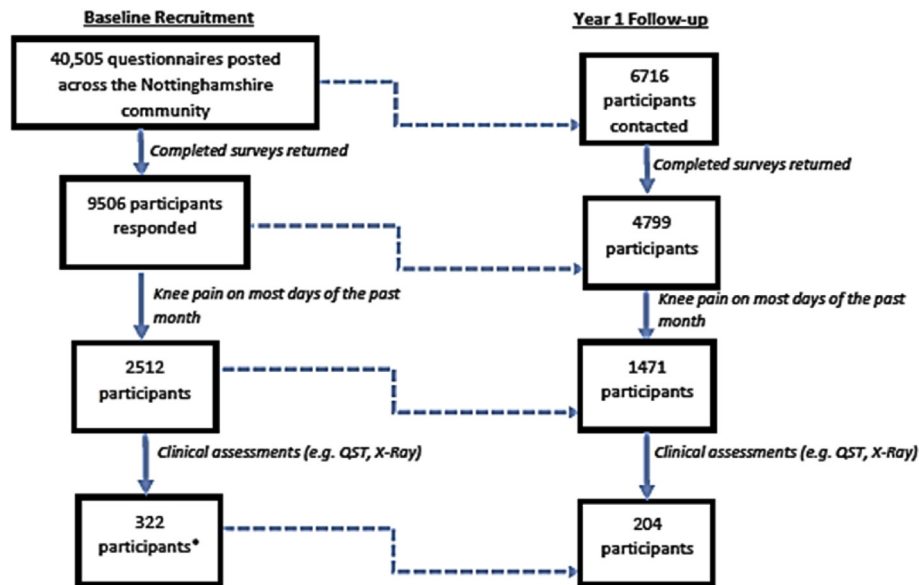 Baseline Recruitment
40,505 questionnaires posted
across the Nottinghamshire
community
Completed surveys returned
9506 participants
responded
Knee pain on most days of the past
month
2512
participants
Clinical assessments (e.g. QST, X-Ray)
322
participants*
Year 1 Follow-up
6716
participants
contacted
Completed surveys returned
4799
participants
Knee pain on most days of the past
month
1471
participants
Clinical assessments (e.g. QST, X-Ray)
204
participants